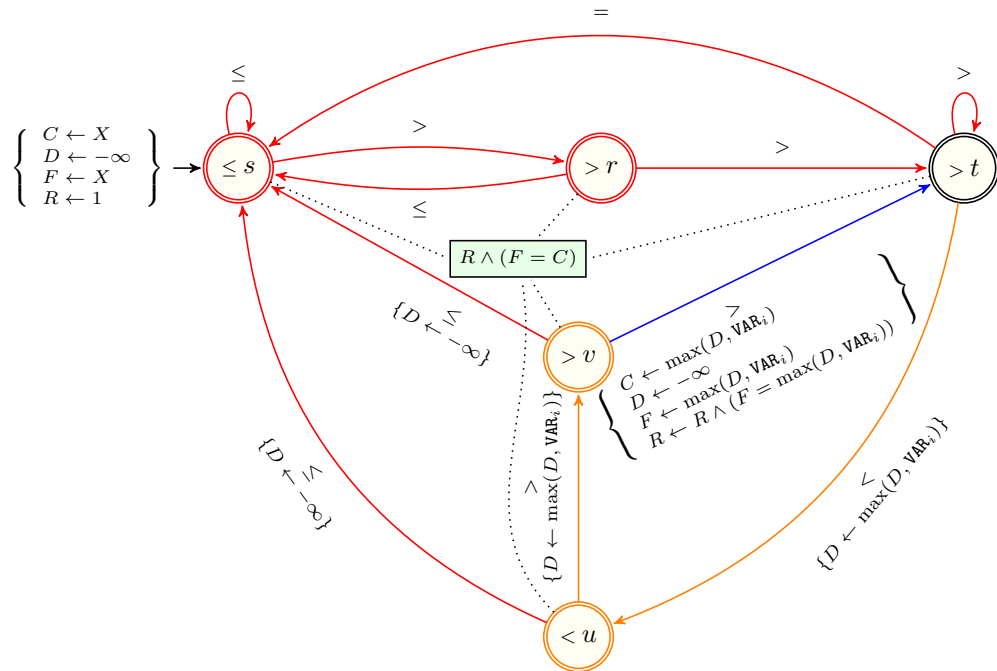 =
≤
>
{ C ← X
D ← −∞
F ← X
R ← 1 }
≤ s
>
> r
>
> t
≤
R ∧ (F = C)
≤
{D ← −∞}
> v
>
{ C ← max(D, VAR_i)
D ← −∞
F ← max(D, VAR_i)
R ← R ∧ (F = max(D, VAR_i)) }
>
{D ← max(D, VAR_i)}
≤
{D ← −∞}
<
{D ← max(D, VAR_i)}
< u